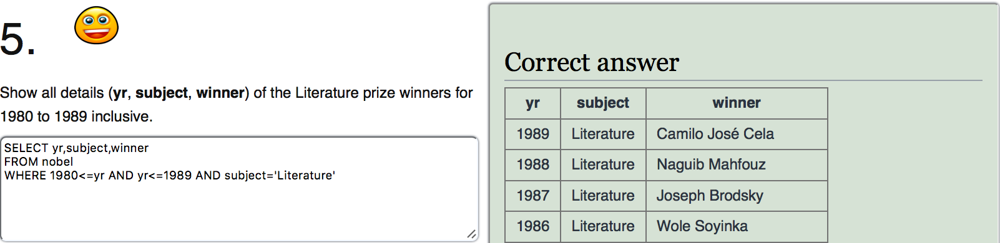 5.
Show all details (yr, subject, winner) of the Literature prize winners for
1980 to 1989 inclusive.
SELECT yr,subject,winner
FROM nobel
WHERE 1980<=yr AND yr<=1989 AND subject='Literature'
Correct answer
yr subject winner
1989 Literature Camilo José Cela
1988 Literature Naguib Mahfouz
1987 Literature Joseph Brodsky
1986 Literature Wole Soyinka